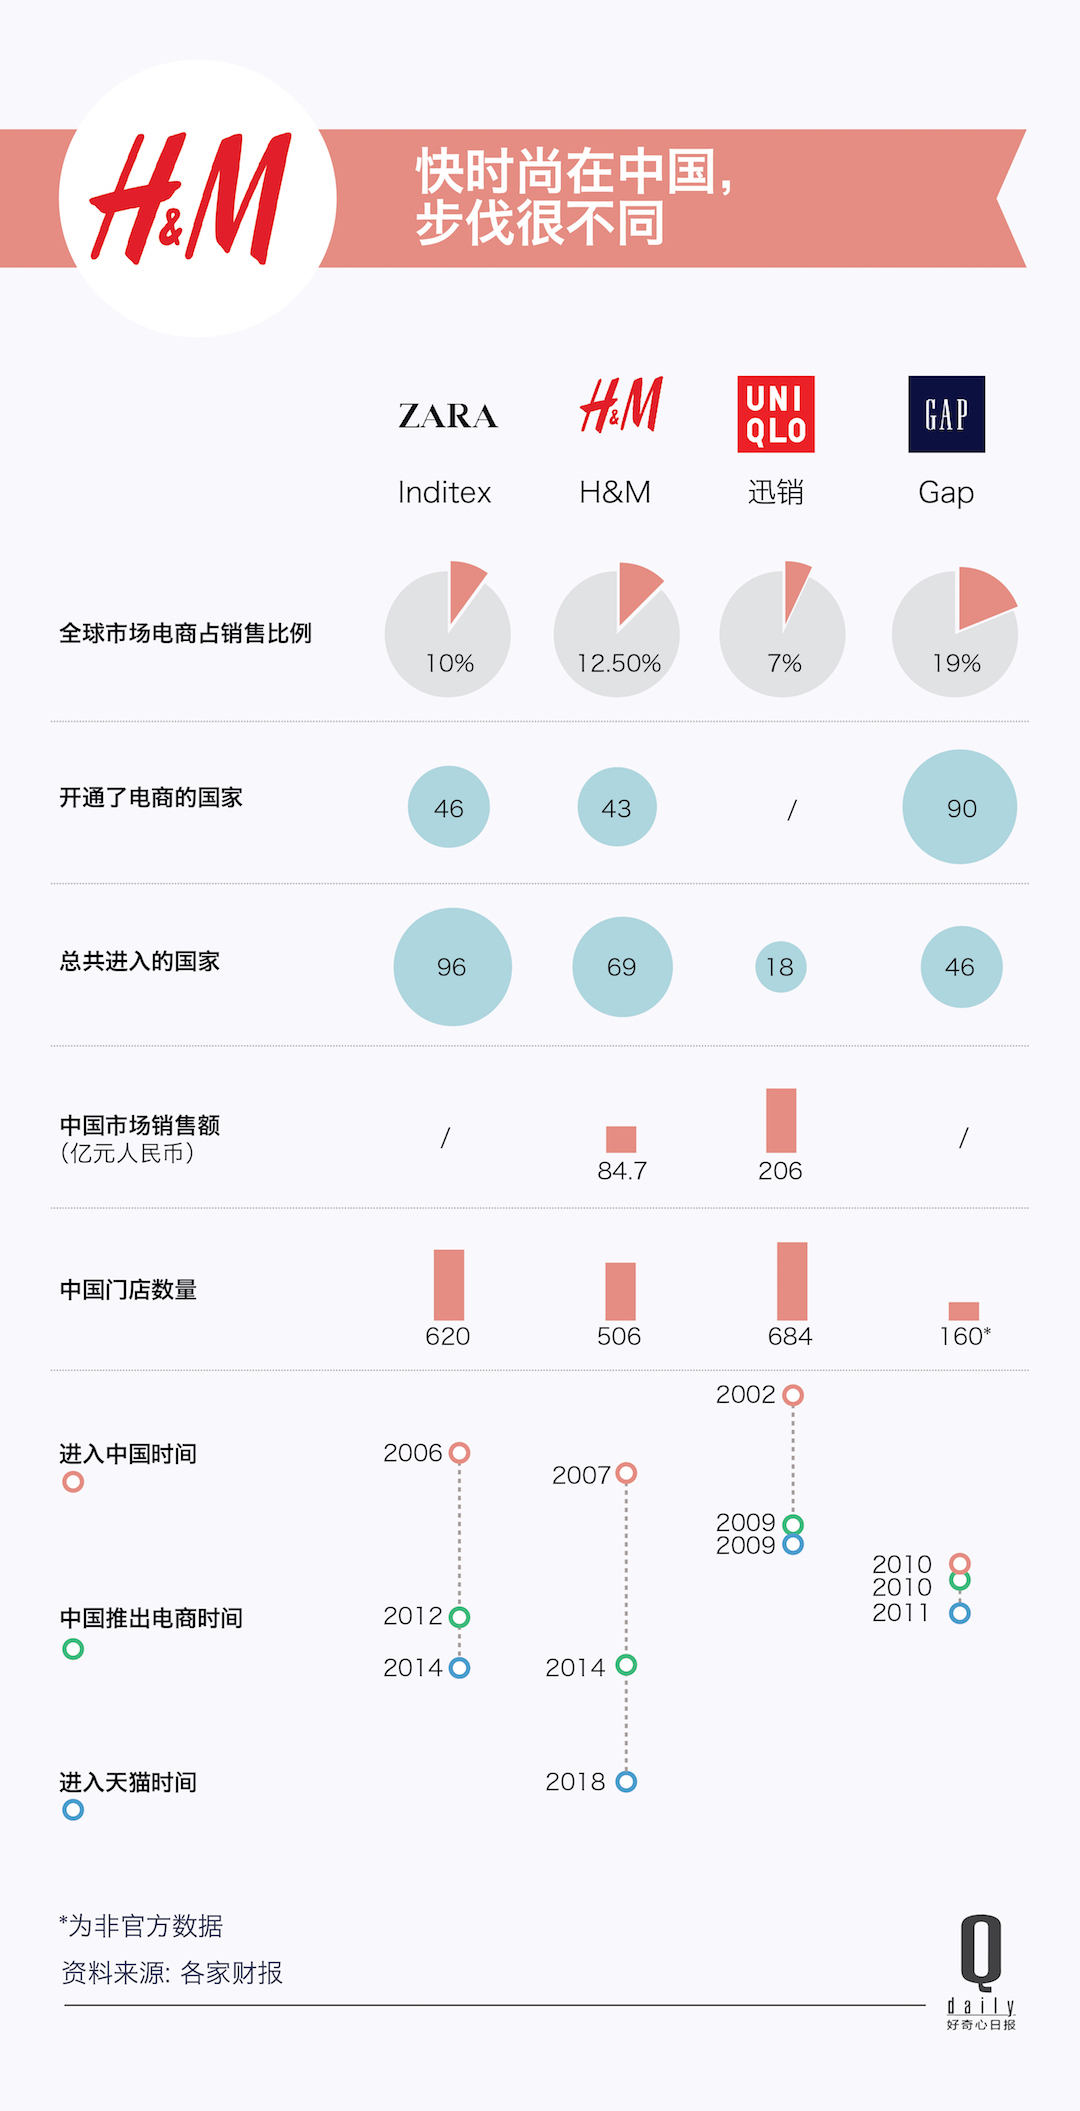 H&M
快时尚在中国，
步伐很不同
ZARA
H&M
UNI
QLO
GAP
Inditex
H&M
迅销
Gap
全球市场电商占销售比例
10%
12.50%
7%
19%
开通了电商的国家
46
43
/
90
总共进入的国家
96
69
18
46
中国市场销售额
（亿元人民币）
/
84.7
206
/
中国门店数量
620
506
684
160*
进入中国时间
2006
2007
2002
2010
中国推出电商时间
2012
2014
2009
2010
进入天猫时间
2014
2018
2009
2011
*为非官方数据
资料来源: 各家财报
Q
daily
好奇心日报